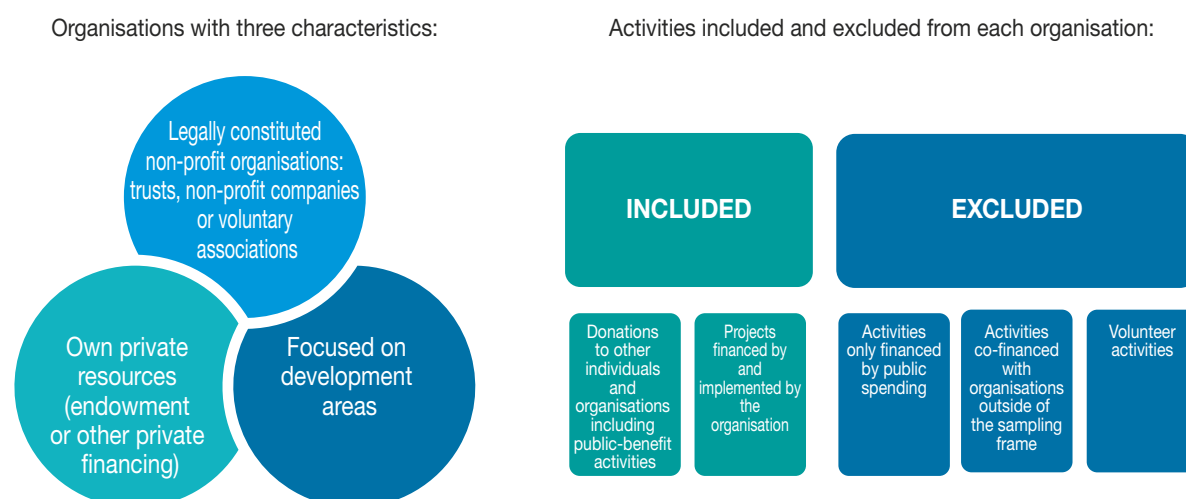 Organisations with three characteristics:
Legally constituted
non-profit organisations:
trusts, non-profit companies
or voluntary
associations
Own private
resources
(endowment
or other private
financing)
Focused on
development
areas
Activities included and excluded from each organisation:
INCLUDED
EXCLUDED
Donations
to other
individuals
and
organisations
including
public-benefit
activities
Projects
financed by
and
implemented by
the
organisation
Activities
only financed
by public
spending
Activities
co-financed
with
organisations
outside of
the sampling
frame
Volunteer
activities